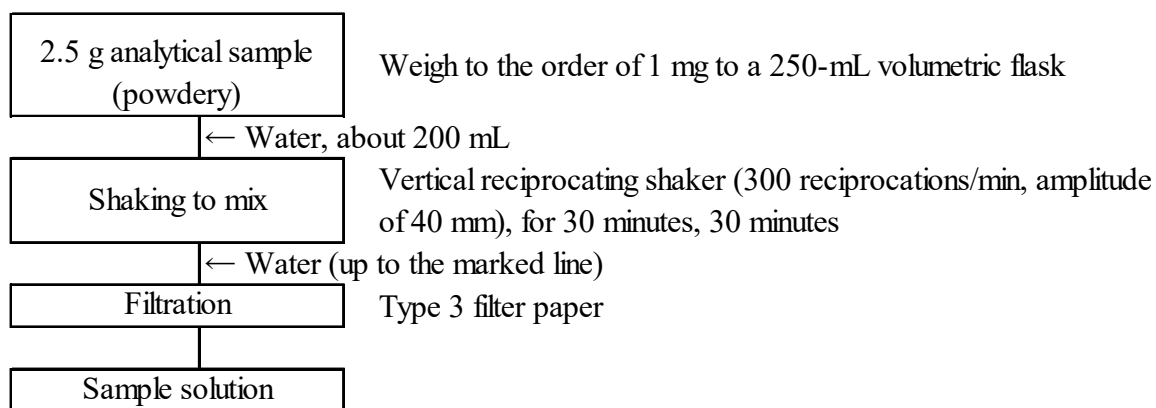 2.5 g analytical sample
(powdery)
Weigh to the order of 1 mg to a 250-mL volumetric flask
← Water, about 200 mL
Shaking to mix
Vertical reciprocating shaker (300 reciprocations/min, amplitude
of 40 mm), for 30 minutes, 30 minutes
← Water (up to the marked line)
Filtration
Type 3 filter paper
Sample solution